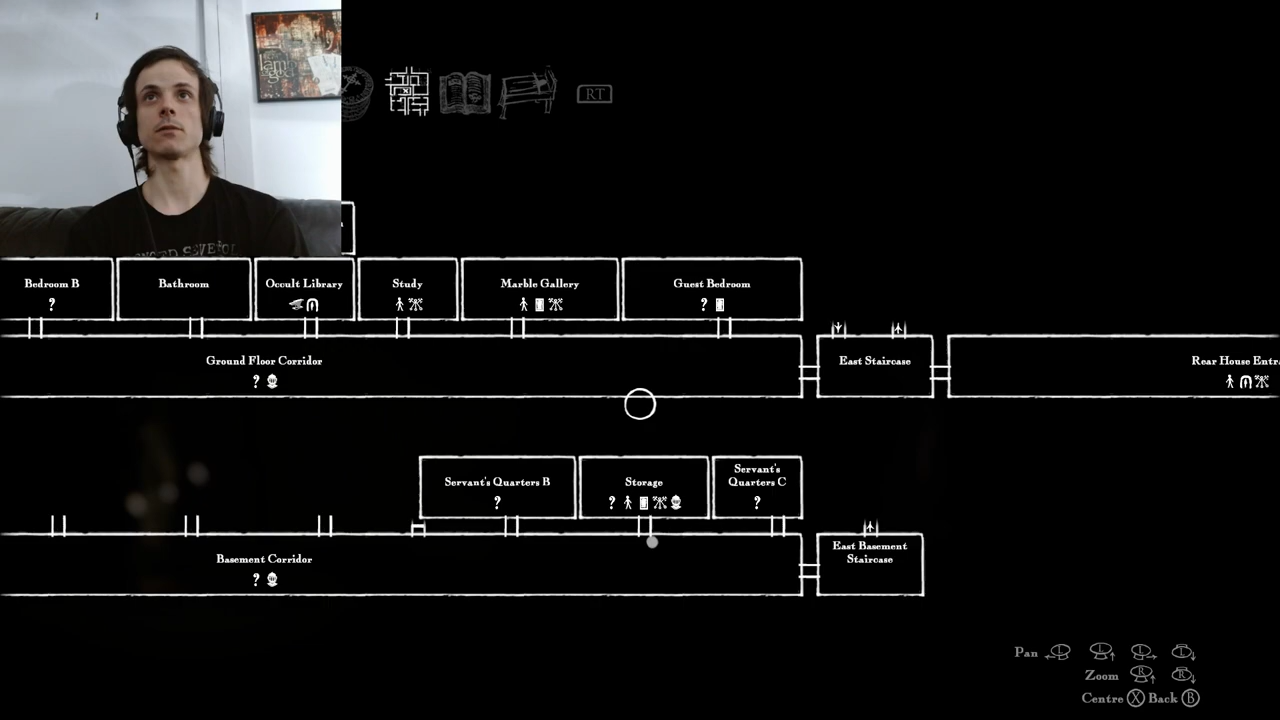 RT
Bedroom B
Bathroom
Occult Library
Study
Marble Gallery
Guest Bedroom
?
?
Ground Floor Corridor
East Staircase
Rear House Entr
?
Servant's Quarters B
Storage
Servant's
Quarters C
?
?
?
Basement Corridor
East Basement
Staircase
?
Pan L L L L
Zoom R R
Centre X Back B